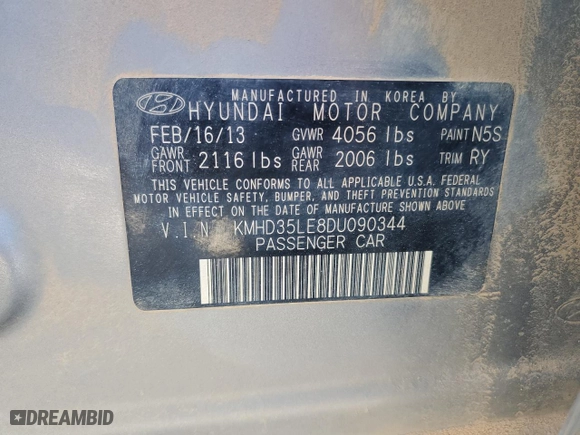 MANUFACTURED IN KOREA BY
HYUNDAI MOTOR COMPANY
FEB/16/13 GVWR 4056 lbs PAINT N5S
GAWR FRONT 2116 lbs GAWR REAR 2006 lbs TRIM RY
THIS VEHICLE CONFORMS TO ALL APPLICABLE U.S.A. FEDERAL
MOTOR VEHICLE SAFETY, BUMPER, AND THEFT PREVENTION STANDARDS
IN EFFECT ON THE DATE OF MANUFACTURE SHOWN ABOVE
V.I.N KMHD35LE8DU090344
PASSENGER CAR
DREAMBID